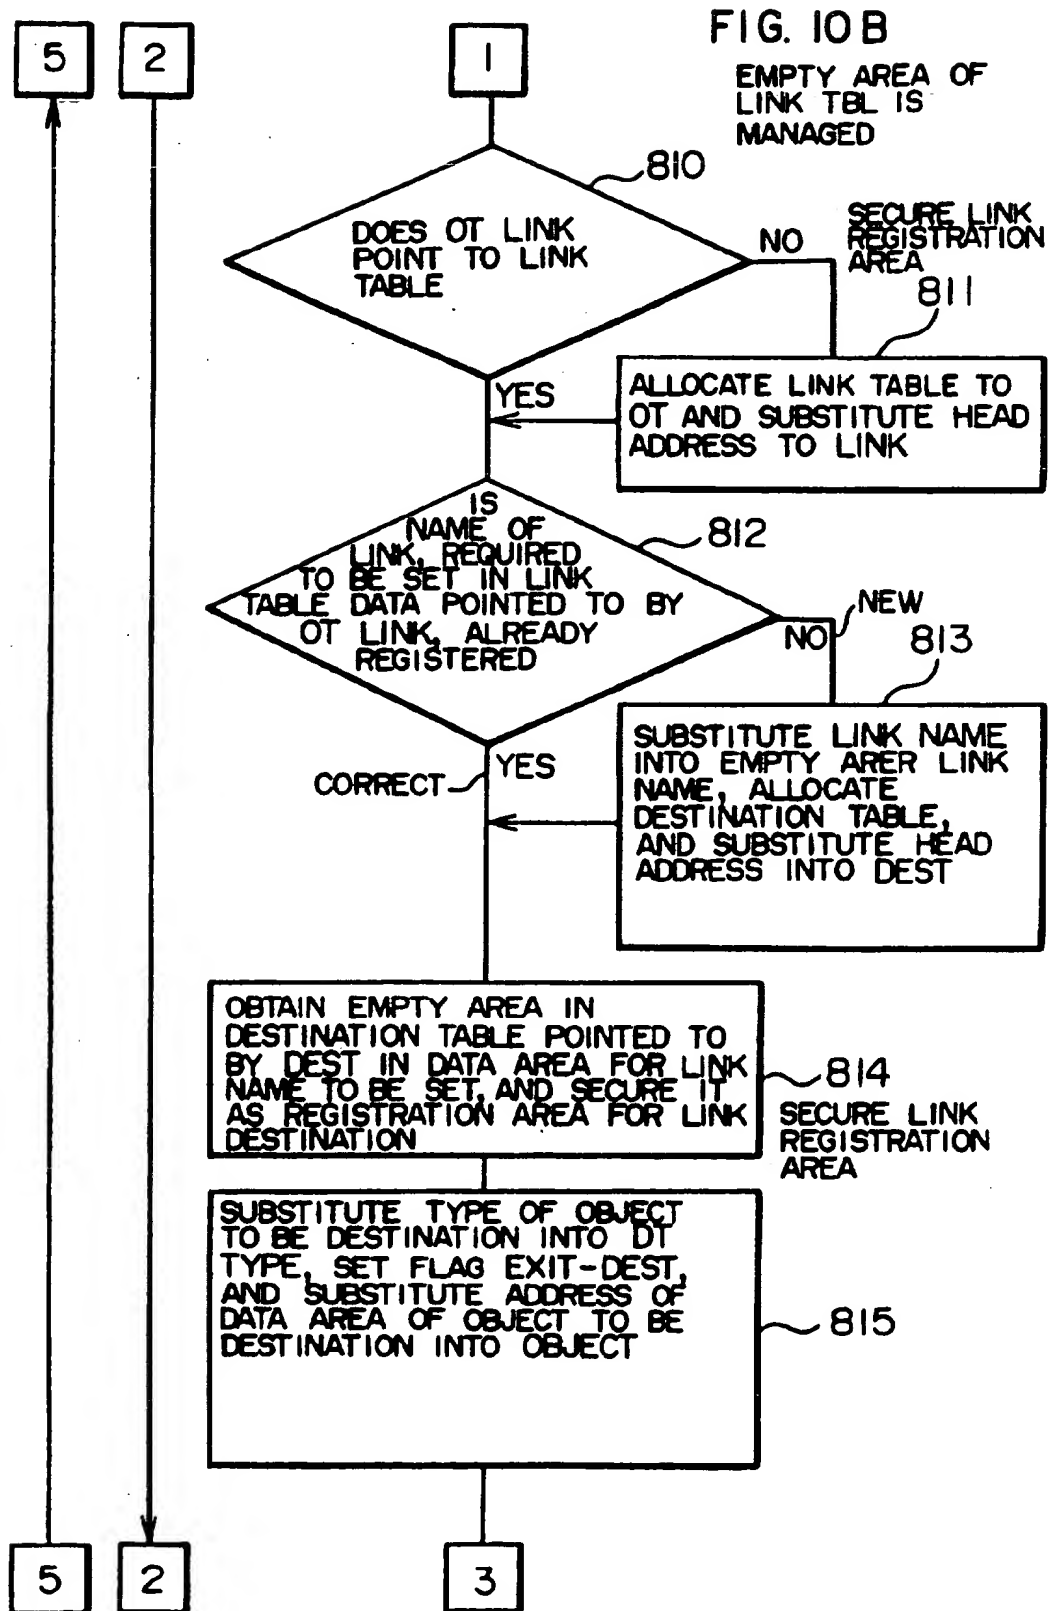 FIG. 10B
5
2
1
EMPTY AREA OF
LINK TBL IS
MANAGED
810
DOES OT LINK
POINT TO LINK
TABLE
NO
SECURE LINK
REGISTRATION
AREA
811
YES
ALLOCATE LINK TABLE TO
OT AND SUBSTITUTE HEAD
ADDRESS TO LINK
IS
NAME OF
LINK, REQUIRED
TO BE SET IN LINK
TABLE DATA POINTED TO BY
OT LINK, ALREADY
REGISTERED
812
NEW
NO
813
SUBSTITUTE LINK NAME
INTO EMPTY ARER LINK
NAME, ALLOCATE
DESTINATION TABLE,
AND SUBSTITUTE HEAD
ADDRESS INTO DEST
CORRECT
YES
OBTAIN EMPTY AREA IN
DESTINATION TABLE POINTED TO
BY DEST IN DATA AREA FOR LINK
NAME TO BE SET, AND SECURE IT
AS REGISTRATION AREA FOR LINK
DESTINATION
814
SECURE LINK
REGISTRATION
AREA
SUBSTITUTE TYPE OF OBJECT
TO BE DESTINATION INTO DT
TYPE, SET FLAG EXIT-DEST,
AND SUBSTITUTE ADDRESS OF
DATA AREA OF OBJECT TO BE
DESTINATION INTO OBJECT
815
5
2
3